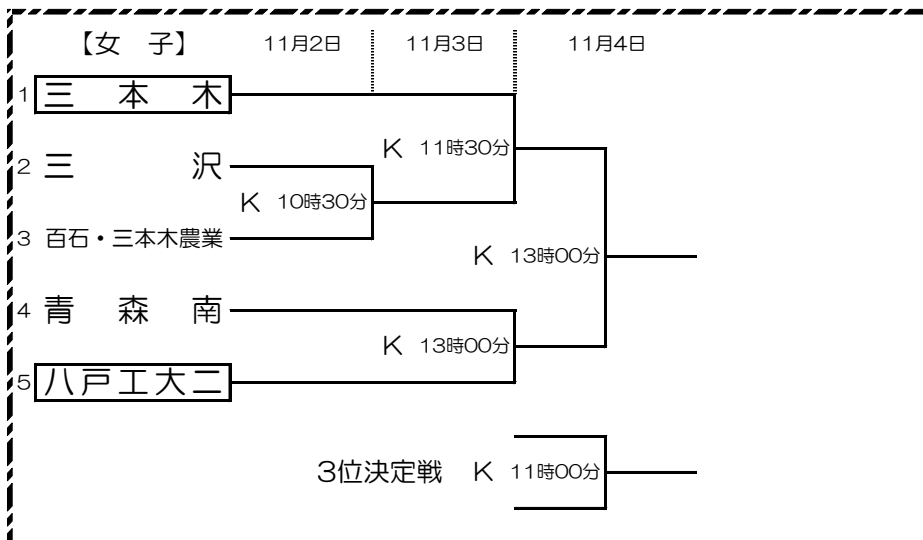 【女　子】 11月2日 11月3日 11月4日
1 三　本　木
K 11時30分
2 三　　　沢
K 10時30分
3 百石・三本木農業
K 13時00分
4 青　森　南
K 13時00分
5 八戸工大二
3位決定戦 K 11時00分